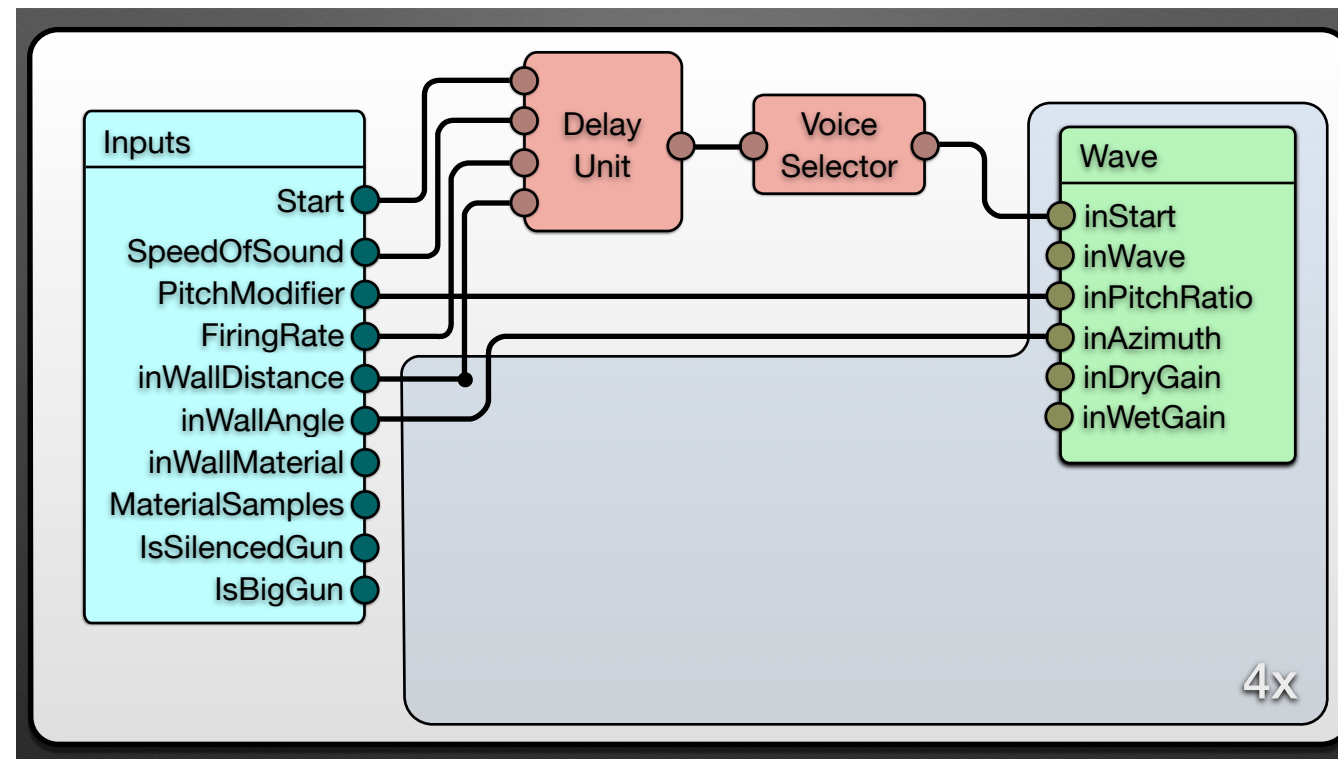 Inputs
Start
SpeedOfSound
PitchModifier
FiringRate
inWallDistance
inWallAngle
inWallMaterial
MaterialSamples
IsSilencedGun
IsBigGun
Delay
Unit
Voice
Selector
Wave
inStart
inWave
inPitchRatio
inAzimuth
inDryGain
inWetGain
4x